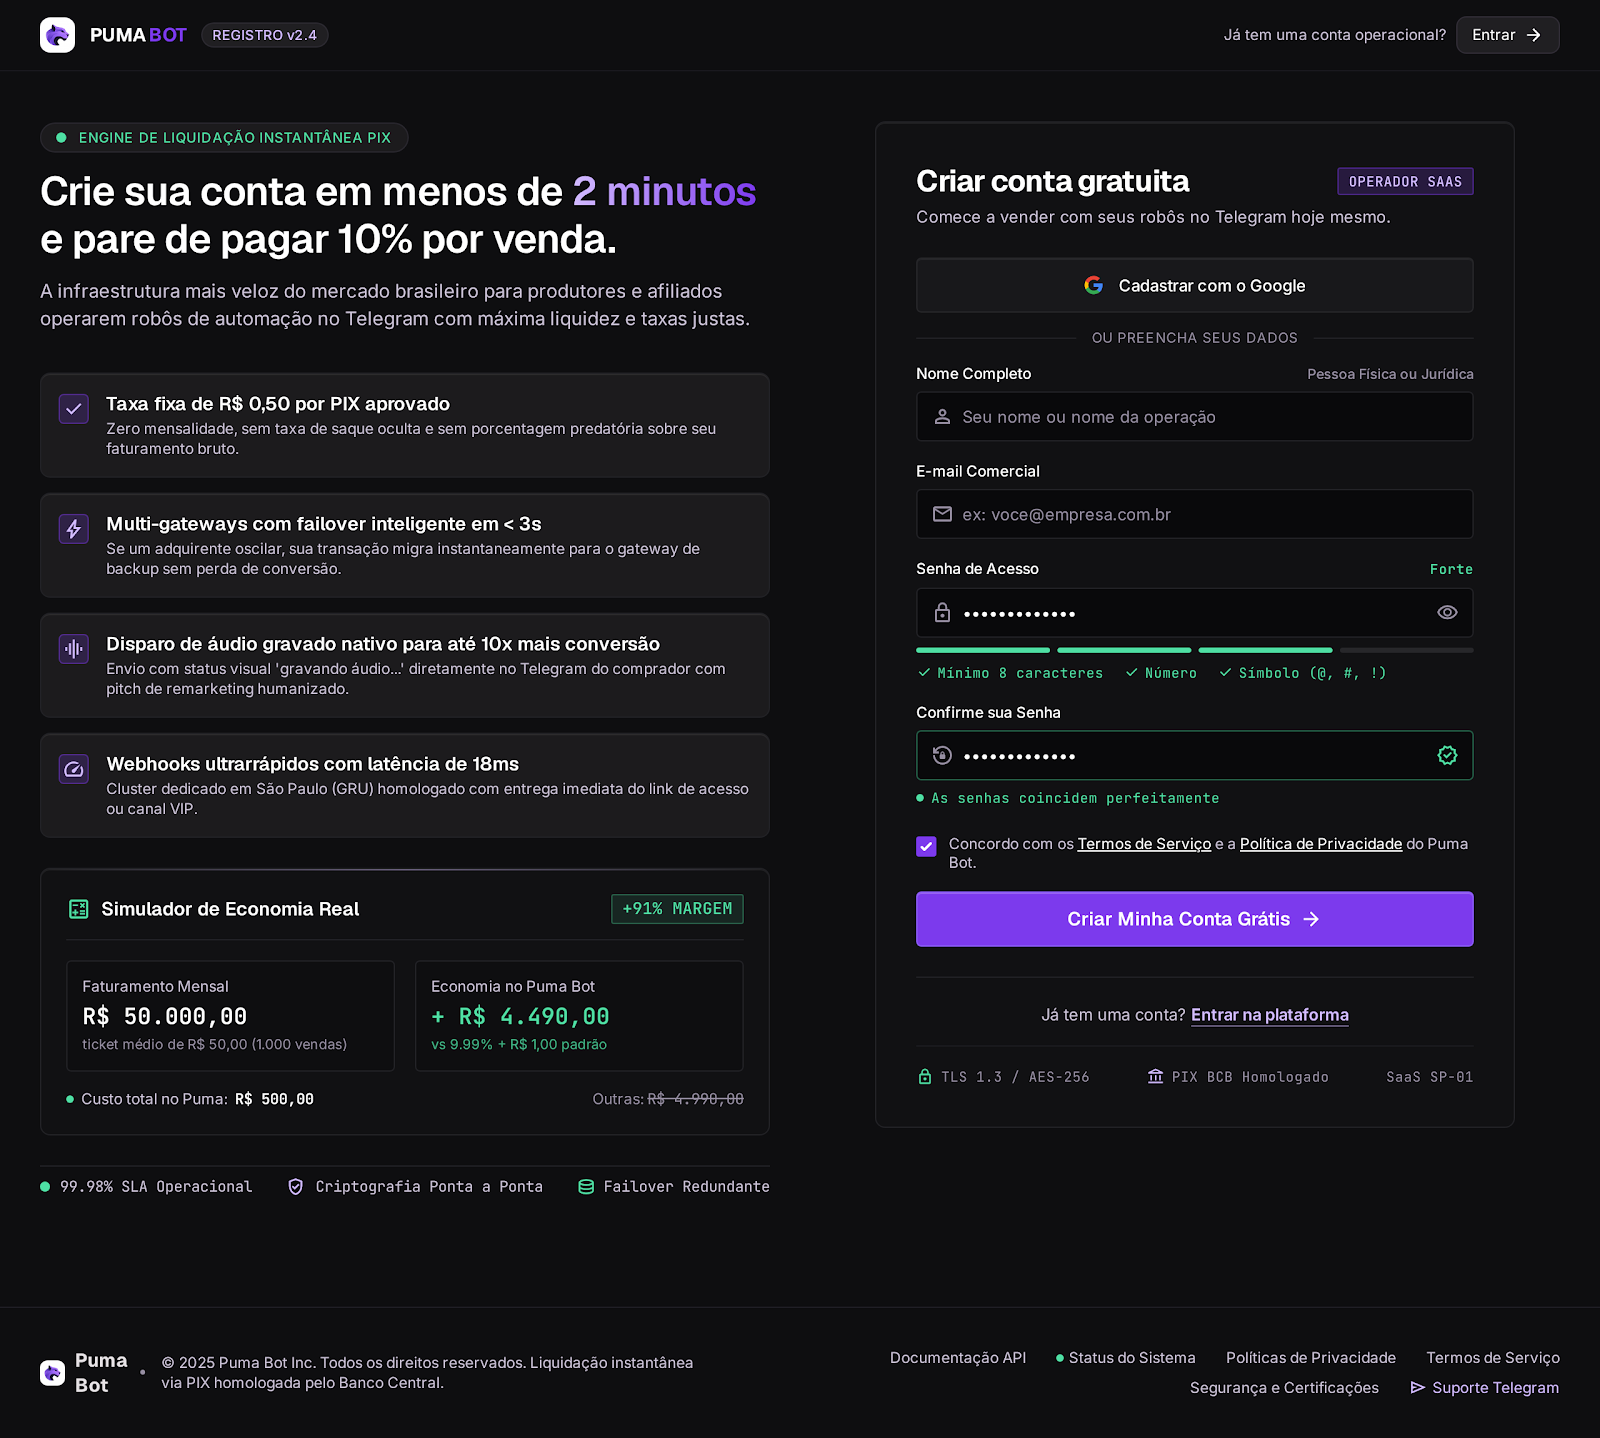 PUMA BOT REGISTRO v2.4
Já tem uma conta operacional? Entrar
ENGINE DE LIQUIDAÇÃO INSTANTÂNEA PIX
Crie sua conta em menos de 2 minutos
e pare de pagar 10% por venda.
A infraestrutura mais veloz do mercado brasileiro para produtores e afiliados
operarem robôs de automação no Telegram com máxima liquidez e taxas justas.
Taxa fixa de R$ 0,50 por PIX aprovado
Zero mensalidade, sem taxa de saque oculta e sem porcentagem predatória sobre seu
faturamento bruto.
Multi-gateways com failover inteligente em < 3s
Se um adquirente oscilar, sua transação migra instantaneamente para o gateway de
backup sem perda de conversão.
Disparo de áudio gravado nativo para até 10x mais conversão
Envio com status visual 'gravando áudio...' diretamente no Telegram do comprador com
pitch de remarketing humanizado.
Webhooks ultrarrápidos com latência de 18ms
Cluster dedicado em São Paulo (GRU) homologado com entrega imediata do link de acesso
ou canal VIP.
Simulador de Economia Real
+91% MARGEM
Faturamento Mensal
R$ 50.000,00
ticket médio de R$ 50,00 (1.000 vendas)
Economia no Puma Bot
+ R$ 4.490,00
vs 9.99% + R$ 1,00 padrão
Custo total no Puma: R$ 500,00
Outras: R$ 4.990,00
99.98% SLA Operacional
Criptografia Ponta a Ponta
Failover Redundante
Criar conta gratuita
OPERADOR SAAS
Comece a vender com seus robôs no Telegram hoje mesmo.
Cadastrar com o Google
OU PREENCHA SEUS DADOS
Nome Completo
Pessoa Física ou Jurídica
Seu nome ou nome da operação
E-mail Comercial
ex: voce@empresa.com.br
Senha de Acesso
Forte
•••••••••••••
Mínimo 8 caracteres
Número
Símbolo (@, #, !)
Confirme sua Senha
•••••••••••••
As senhas coincidem perfeitamente
Concordo com os Termos de Serviço e a Política de Privacidade do Puma
Bot.
Criar Minha Conta Grátis
Já tem uma conta? Entrar na plataforma
TLS 1.3 / AES-256
PIX BCB Homologado
SaaS SP-01
Puma
Bot
© 2025 Puma Bot Inc. Todos os direitos reservados. Liquidação instantânea
via PIX homologada pelo Banco Central.
Documentação API
Status do Sistema
Políticas de Privacidade
Termos de Serviço
Segurança e Certificações
Suporte Telegram